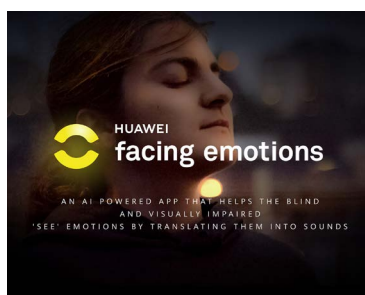 HUAWEI
facing emotions
AN AI POWERED APP THAT HELPS THE BLIND
AND VISUALLY IMPAIRED
'SEE' EMOTIONS BY TRANSLATING THEM INTO SOUNDS